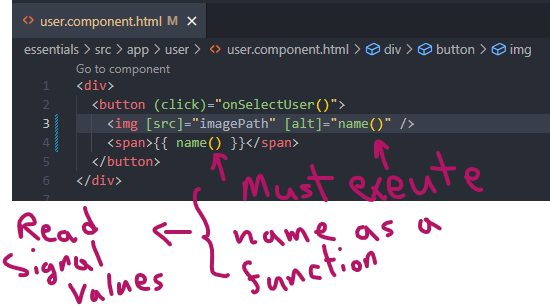 <> user.component.html M X
essentials > src > app > user > <> user.component.html > div > button > img
Go to component
1 <div>
2 <button (click)="onSelectUser()">
3 <img [src]="imagePath" [alt]="name()" />
4 <span>{{ name() }}</span>
5 </button>
6 </div>
7
Must exeute
name as a
function
Read
Signal
Values